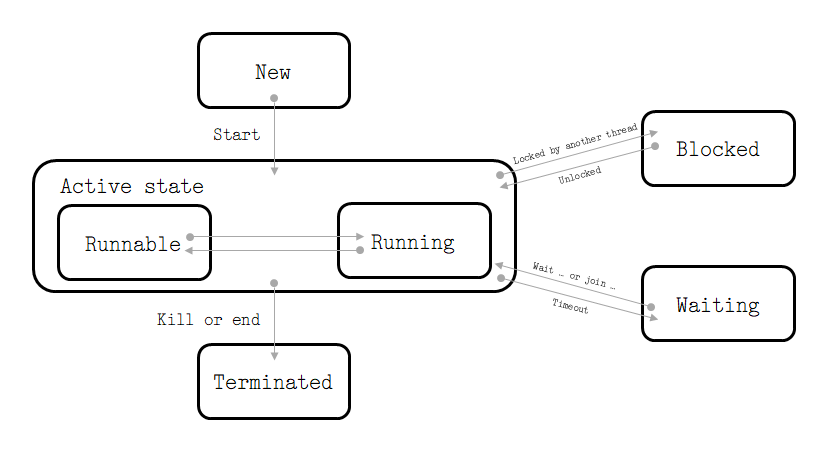 New
Start
Locked by another thread
Blocked
Unlocked
Active state
Runnable
Running
Wait … or join …
Waiting
Timeout
Kill or end
Terminated